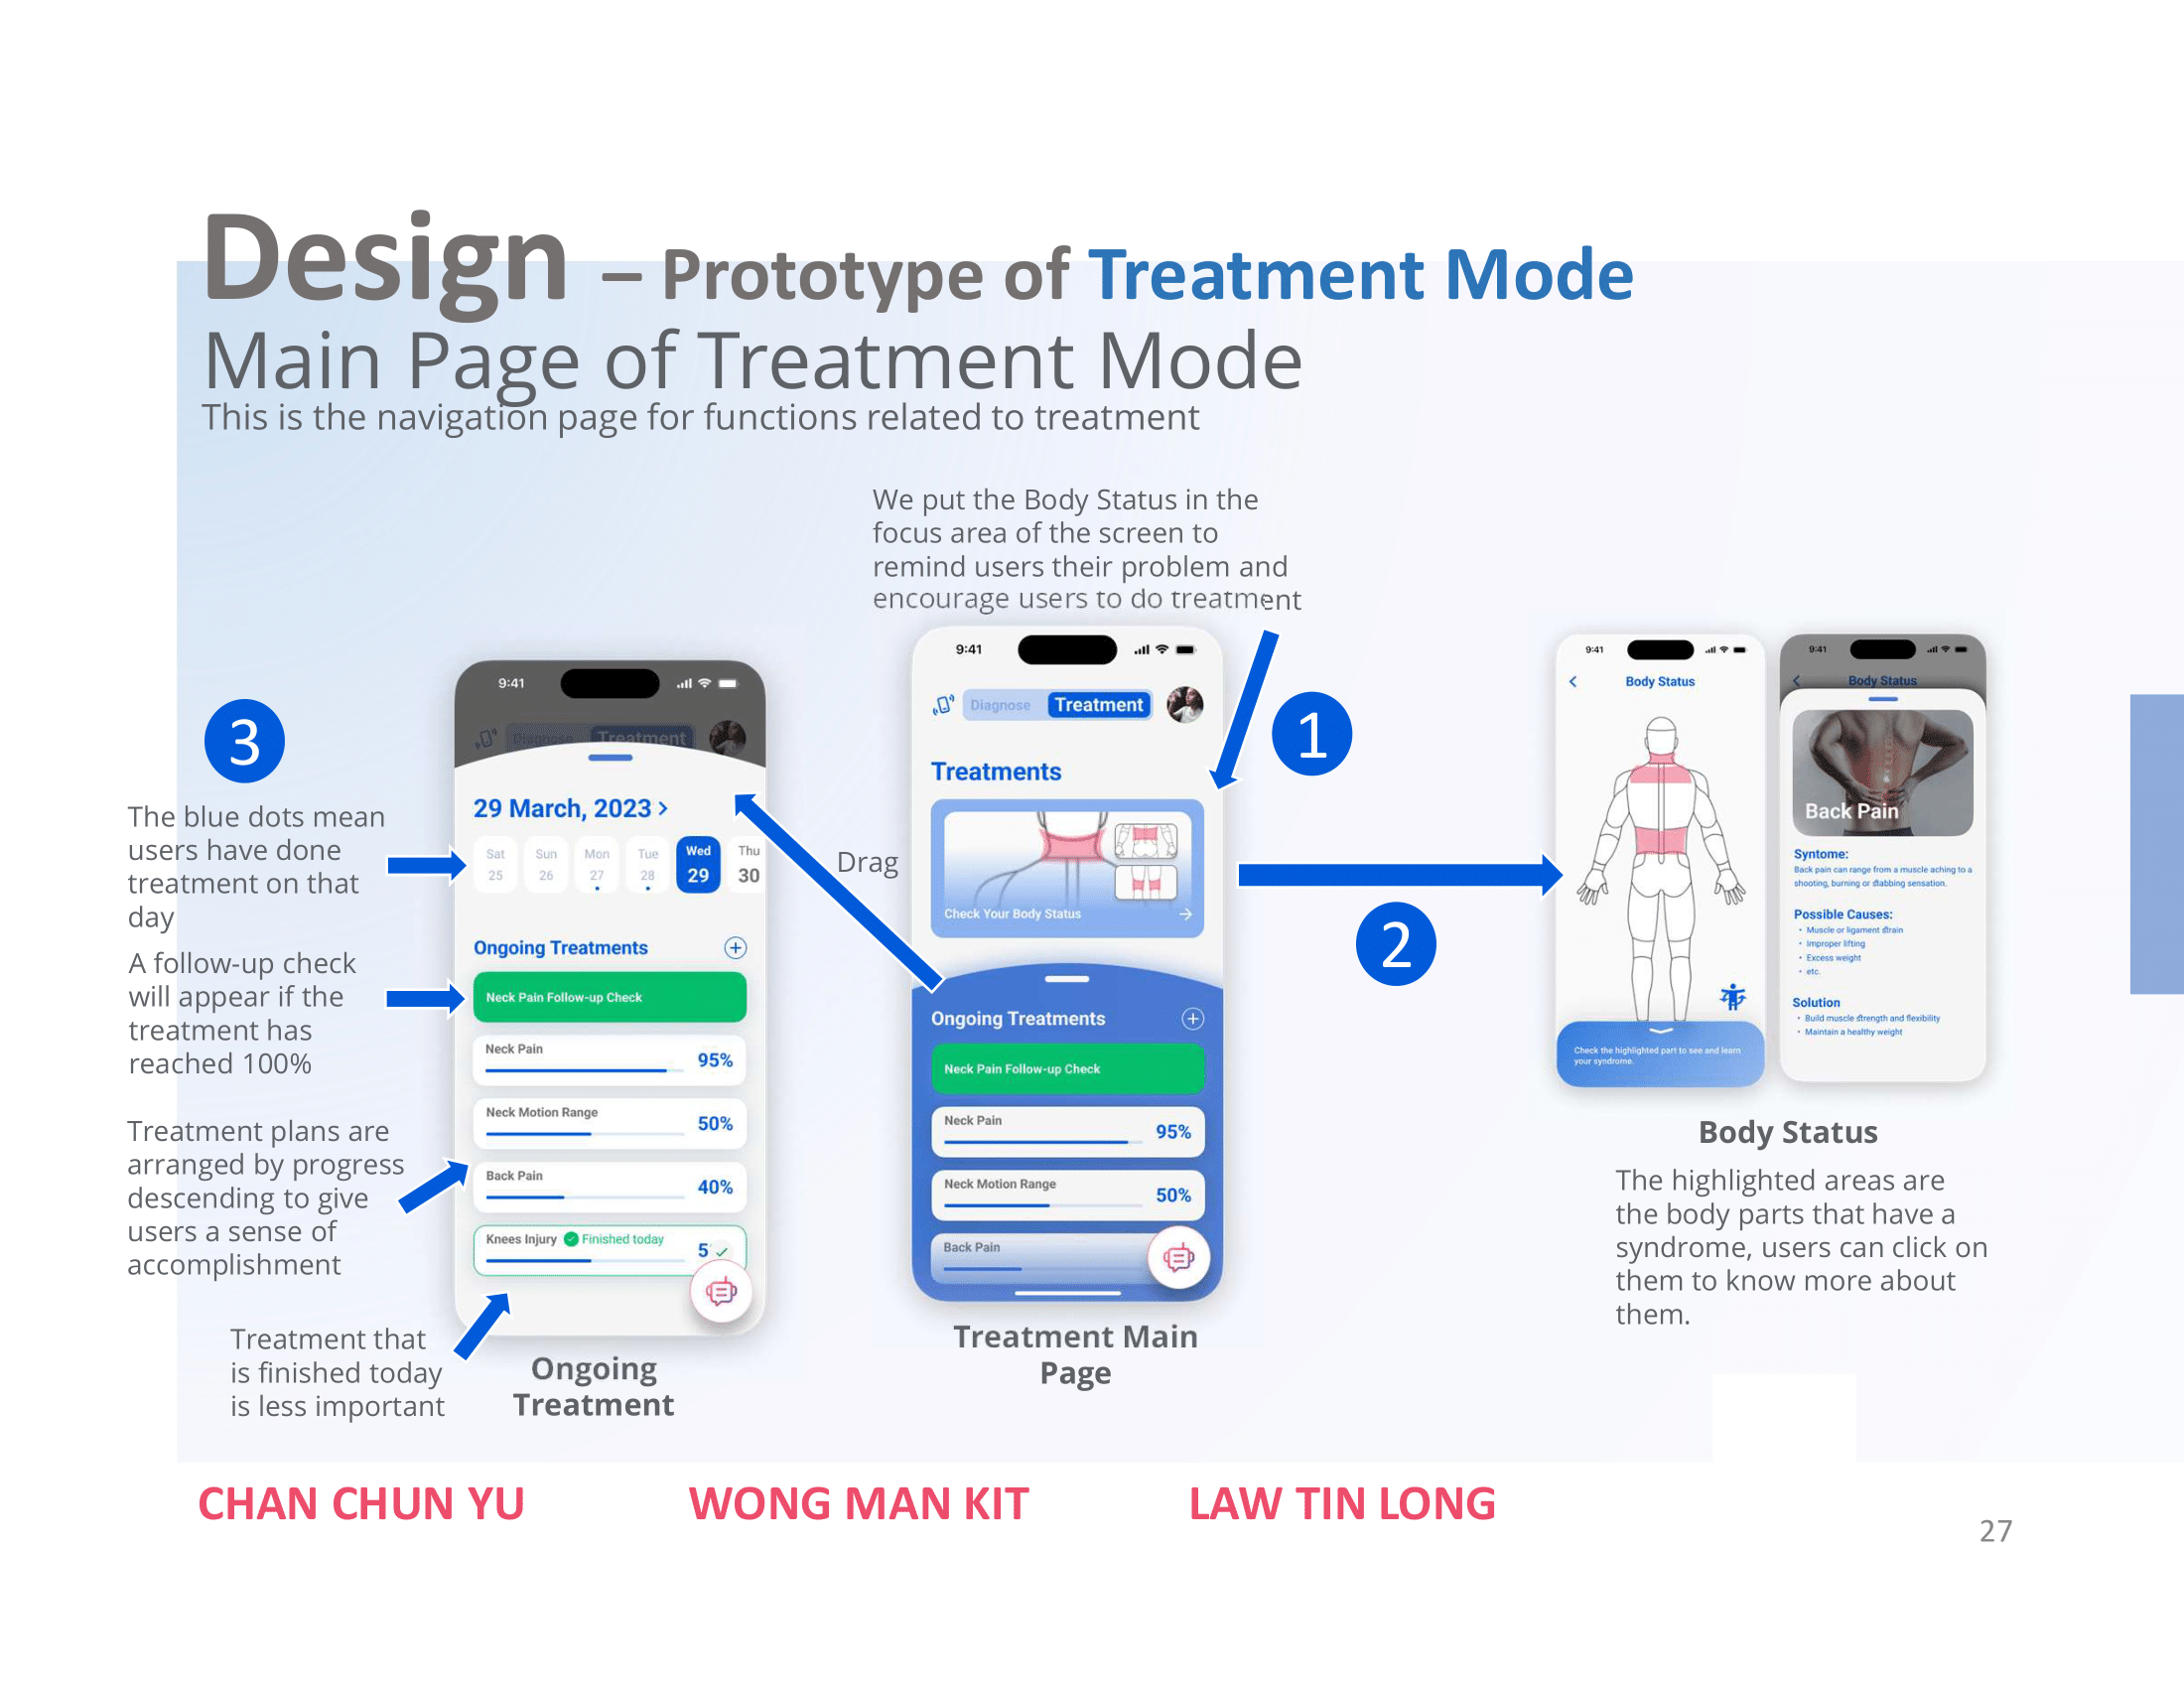 Design – Prototype of Treatment Mode
Main Page of Treatment Mode
This is the navigation page for functions related to treatment
We put the Body Status in the
focus area of the screen to
remind users their problem and
encourage users to do treatment
3
The blue dots mean
users have done
treatment on that
day
A follow-up check
will appear if the
treatment has
reached 100%
Treatment plans are
arranged by progress
descending to give
users a sense of
accomplishment
Treatment that
is finished today
is less important
9:41
Diagnose Treatment
29 March, 2023 >
Sat Sun Mon Tue Wed Thu
25 26 27 28 29 30
Ongoing Treatments
Neck Pain Follow-up Check
Neck Pain
95%
Neck Motion Range
50%
Back Pain
40%
Knees Injury Finished today
5
Ongoing
Treatment
Drag
9:41
Diagnose Treatment
Treatments
Check Your Body Status
Ongoing Treatments
Neck Pain Follow-up Check
Neck Pain
95%
Neck Motion Range
50%
Back Pain
Treatment Main
Page
1
2
9:41
Body Status
Check the highlighted part to see and learn
your syndrome.
9:41
Body Status
Back Pain
Syntome:
Back pain can range from a muscle aching to a
shooting, burning or stabbing sensation.
Possible Causes:
• Muscle or ligament strain
• Improper lifting
• Excess weight
• etc.
Solution
• Build muscle strength and flexibility
• Maintain a healthy weight
Body Status
The highlighted areas are
the body parts that have a
syndrome, users can click on
them to know more about
them.
CHAN CHUN YU WONG MAN KIT LAW TIN LONG
27